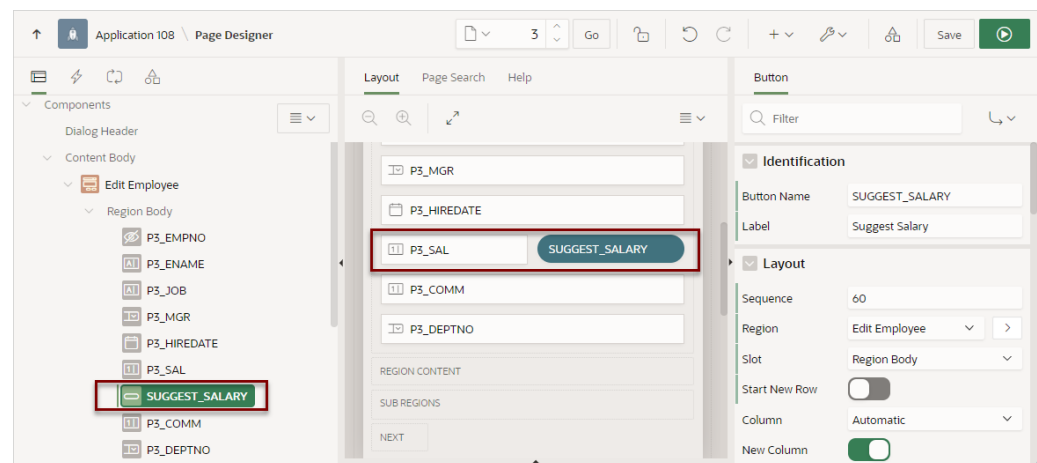 Application 108 \ Page Designer
3
Go
Save
Layout
Page Search
Help
Button
Components
Dialog Header
Content Body
Edit Employee
Region Body
P3_EMPNO
P3_ENAME
P3_JOB
P3_MGR
P3_HIREDATE
P3_SAL
SUGGEST_SALARY
P3_COMM
P3_DEPTNO
P3_MGR
P3_HIREDATE
P3_SAL
SUGGEST_SALARY
P3_COMM
P3_DEPTNO
REGION CONTENT
SUB REGIONS
NEXT
Filter
Identification
Button Name SUGGEST_SALARY
Label Suggest Salary
Layout
Sequence 60
Region Edit Employee
Slot Region Body
Start New Row
Column Automatic
New Column